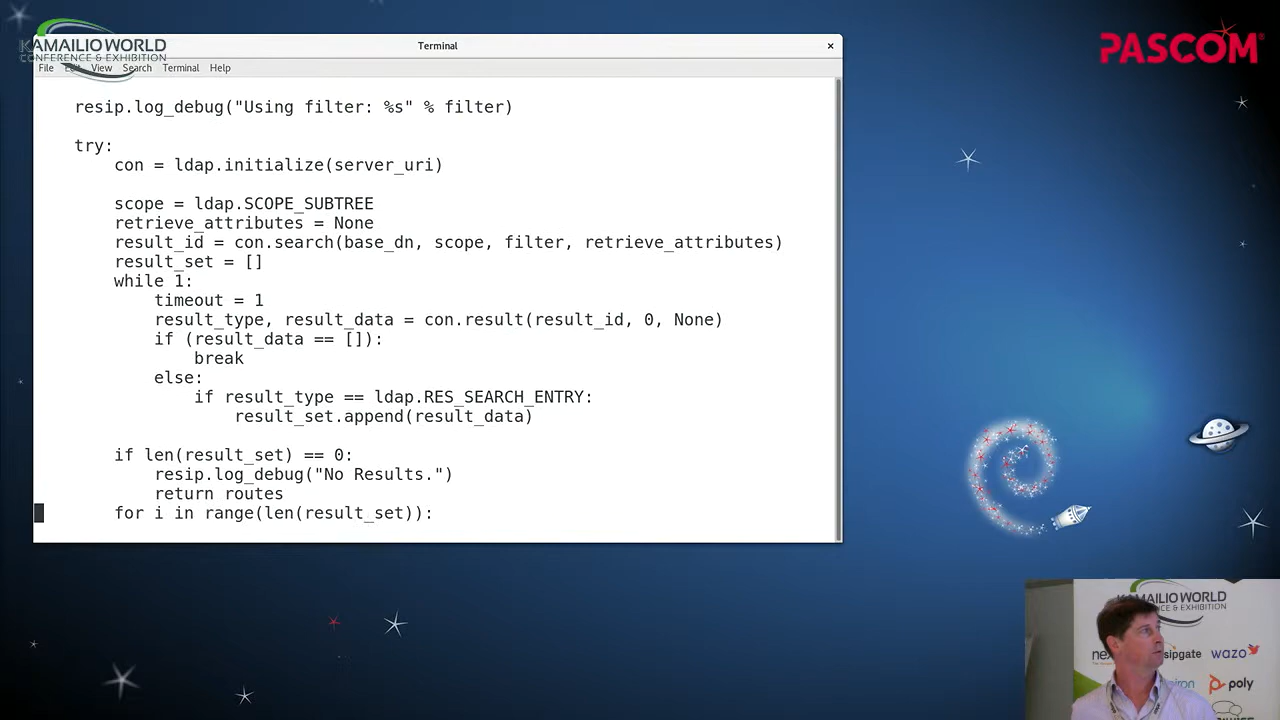 KAMAILIO WORLD
CONFERENCE & EXHIBITION
PASCOM®
Terminal
File
View
Search
Terminal
Help
resip.log_debug("Using filter: %s" % filter)
try:
con = ldap.initialize(server_uri)
scope = ldap.SCOPE_SUBTREE
retrieve_attributes = None
result_id = con.search(base_dn, scope, filter, retrieve_attributes)
result_set = []
while 1:
timeout = 1
result_type, result_data = con.result(result_id, 0, None)
if (result_data == []):
break
else:
if result_type == ldap.RES_SEARCH_ENTRY:
result_set.append(result_data)
if len(result_set) == 0:
resip.log_debug("No Results.")
return routes
for i in range(len(result_set)):
KAMAILIO WORLD
& EXHIBITION
sipgate
wazo
poly